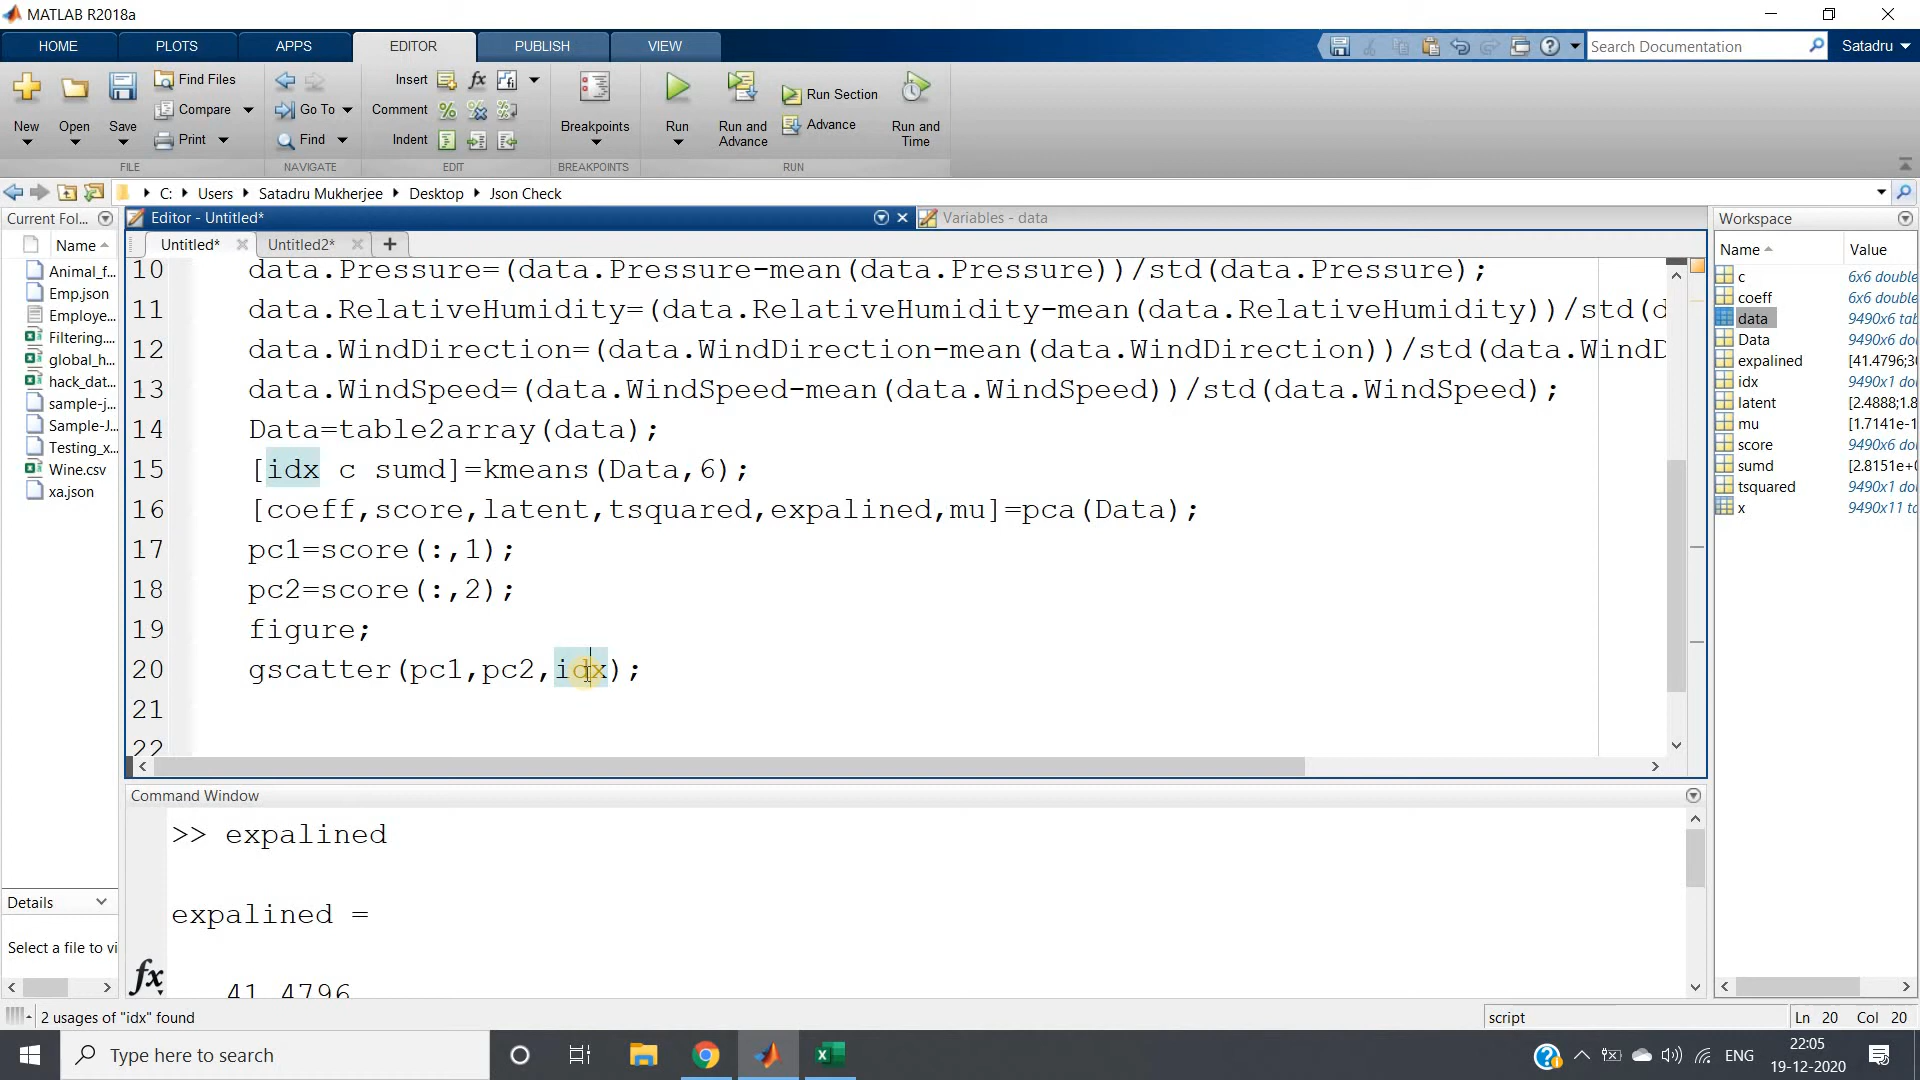 MATLAB R2018a
HOME PLOTS APPS EDITOR PUBLISH VIEW
Search Documentation
Satadru
New Open Save Find Files Compare Print
Go To Find
Insert fx
Comment
Indent
Breakpoints
Run
Run and Advance
Run Section
Advance
Run and Time
FILE NAVIGATE EDIT BREAKPOINTS RUN
C: Users Satadru Mukherjee Desktop Json Check
Current Fol...
Name
Animal_f...
Emp.json
Employe...
Filtering....
global_h...
hack_dat...
sample-j...
Sample-J...
Testing_x...
Wine.csv
xa.json
Details
Select a file to vi
Editor - Untitled*
Variables - data
Untitled* Untitled2* +
10 data.Pressure=(data.Pressure-mean(data.Pressure))/std(data.Pressure);
11 data.RelativeHumidity=(data.RelativeHumidity-mean(data.RelativeHumidity))/std(d
12 data.WindDirection=(data.WindDirection-mean(data.WindDirection))/std(data.WindD
13 data.WindSpeed=(data.WindSpeed-mean(data.WindSpeed))/std(data.WindSpeed);
14 Data=table2array(data);
15 [idx c sumd]=kmeans(Data,6);
16 [coeff,score,latent,tsquared,expalined,mu]=pca(Data);
17 pc1=score(:,1);
18 pc2=score(:,2);
19 figure;
20 gscatter(pc1,pc2,idx);
21
22
Command Window
>> expalined
expalined =
41.4796
fx
Workspace
Name Value
c 6x6 double
coeff 6x6 double
data 9490x6 tab
Data 9490x6 do
expalined [41.4796;30
idx 9490x1 dou
latent [2.4888;1.8
mu [1.7141e-1
score 9490x6 do
sumd [2.8151e+0
tsquared 9490x1 dou
x 9490x11 ta
2 usages of "idx" found
script
Ln 20 Col 20
Type here to search
ENG
22:05
19-12-2020